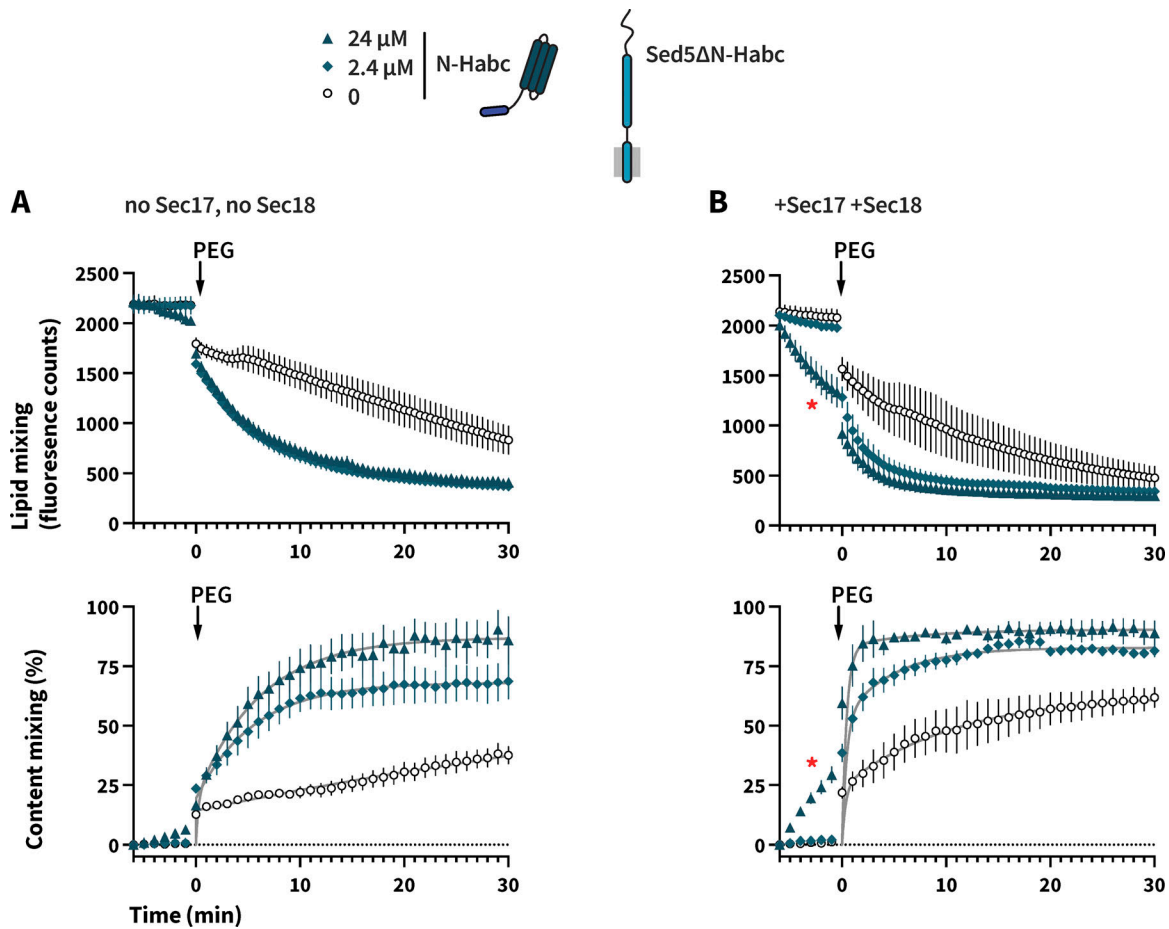 24 µM
2.4 µM
0
N-Habc
Sed5ΔN-Habc
A
no Sec17, no Sec18
B
+Sec17 +Sec18
PEG
2500
2000
1500
1000
500
0
0
10
20
30
Lipid mixing
(fluorescence counts)
PEG
2500
2000
1500
1000
500
0
0
10
20
30
PEG
100
75
50
25
0
0
10
20
30
Content mixing (%)
Time (min)
PEG
100
75
50
25
0
0
10
20
30